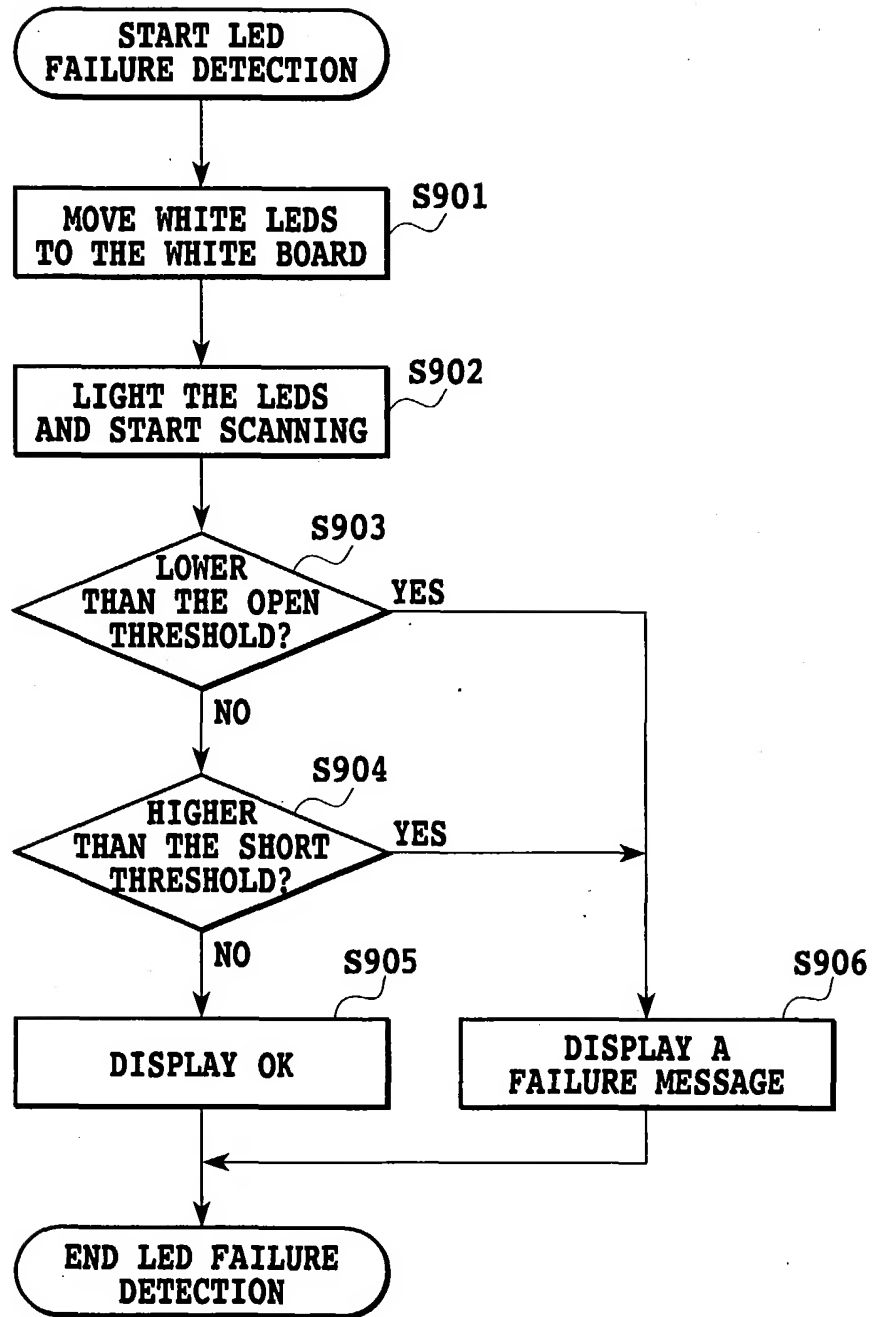 START LED
FAILURE DETECTION
S901
MOVE WHITE LEDS
TO THE WHITE BOARD
S902
LIGHT THE LEDS
AND START SCANNING
S903
LOWER
THAN THE OPEN
THRESHOLD?
YES
NO
S904
HIGHER
THAN THE SHORT
THRESHOLD?
YES
NO
S905
DISPLAY OK
S906
DISPLAY A
FAILURE MESSAGE
END LED FAILURE
DETECTION